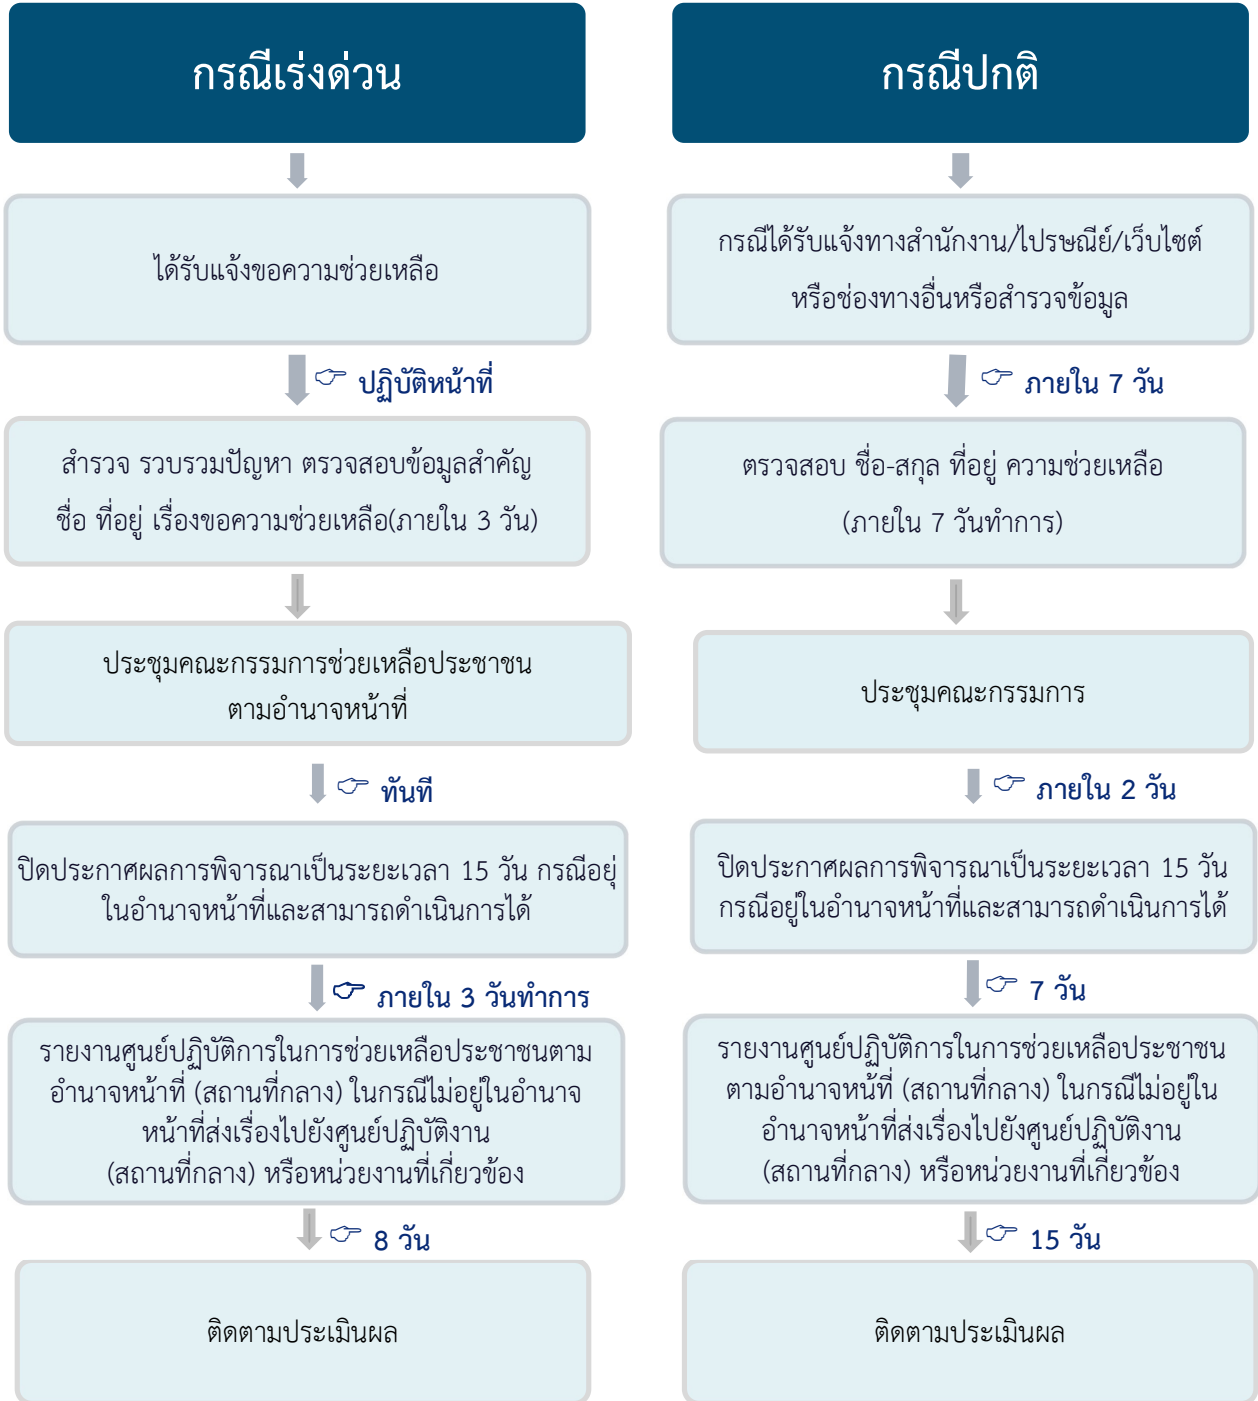 กรณีเร่งด่วน
ได้รับแจ้งขอความช่วยเหลือ
ปฏิบัติหน้าที่
สำรวจ รวบรวมปัญหา ตรวจสอบข้อมูลสำคัญ
ชื่อ ที่อยู่ เรื่องขอความช่วยเหลือ(ภายใน 3 วัน)
ประชุมคณะกรรมการช่วยเหลือประชาชน
ตามอำนาจหน้าที่
ทันที
ปิดประกาศผลการพิจารณาเป็นระยะเวลา 15 วัน กรณีอยู่
ในอำนาจหน้าที่และสามารถดำเนินการได้
ภายใน 3 วันทำการ
รายงานศูนย์ปฏิบัติการในการช่วยเหลือประชาชนตาม
อำนาจหน้าที่ (สถานที่กลาง) ในกรณีไม่อยู่ในอำนาจ
หน้าที่ส่งเรื่องไปยังศูนย์ปฏิบัติงาน
(สถานที่กลาง) หรือหน่วยงานที่เกี่ยวข้อง
8 วัน
ติดตามประเมินผล
กรณีปกติ
กรณีได้รับแจ้งทางสำนักงาน/ไปรษณีย์/เว็บไซต์
หรือช่องทางอื่นหรือสำรวจข้อมูล
ภายใน 7 วัน
ตรวจสอบ ชื่อ-สกุล ที่อยู่ ความช่วยเหลือ
(ภายใน 7 วันทำการ)
ประชุมคณะกรรมการ
ภายใน 2 วัน
ปิดประกาศผลการพิจารณาเป็นระยะเวลา 15 วัน
กรณีอยู่ในอำนาจหน้าที่และสามารถดำเนินการได้
7 วัน
รายงานศูนย์ปฏิบัติการในการช่วยเหลือประชาชน
ตามอำนาจหน้ที่ (สถานที่กลาง) ในกรณีไม่อยู่ใน
อำนาจหน้าที่ส่งเรื่องไปยังศูนย์ปฏิบัติงาน
(สถานที่กลาง) หรือหน่วยงานที่เกี่ยวข้อง
15 วัน
ติดตามประเมินผล